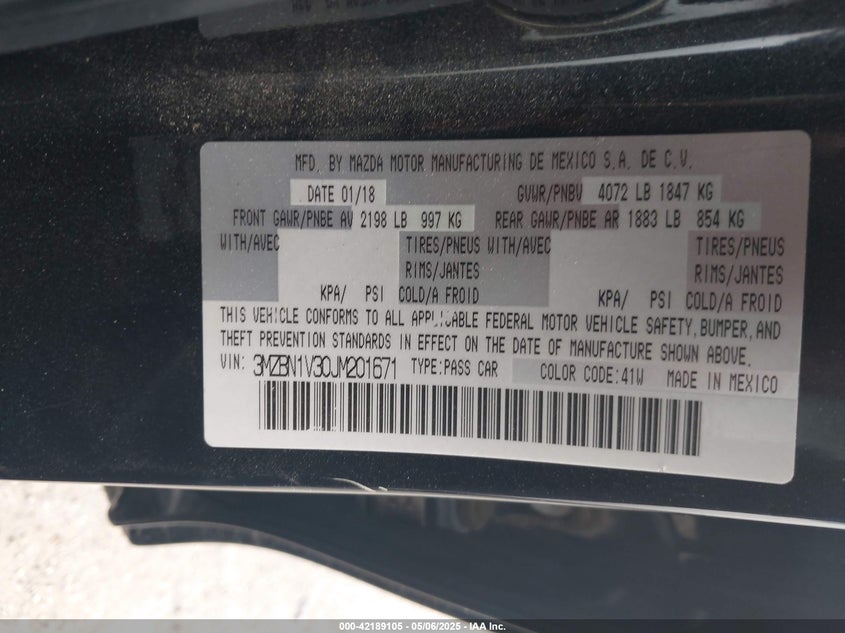 MFD. BY MAZDA MOTOR MANUFACTURING DE MEXICO S.A. DE C.V.
DATE 01/18 GVWR/PNBV 4072 LB 1847 KG
FRONT GAWR/PNBE AV 2198 LB 997 KG REAR GAWR/PNBE AR 1883 LB 854 KG
WITH/AVEC TIRES/PNEUS WITH/AVEC TIRES/PNEUS
RIMS/JANTES RIMS/JANTES
KPA/ PSI COLD/A FROID KPA/ PSI COLD/A FROID
THIS VEHICLE CONFORMS TO ALL APPLICABLE FEDERAL MOTOR VEHICLE SAFETY, BUMPER, AND
THEFT PREVENTION STANDARDS IN EFFECT ON THE DATE OF MANUFACTURE SHOWN ABOVE.
VIN: 3MZBN1V30JM201671 TYPE:PASS CAR COLOR CODE:41W MADE IN MEXICO
000-42189105 - 05/06/2025 - IAA Inc.